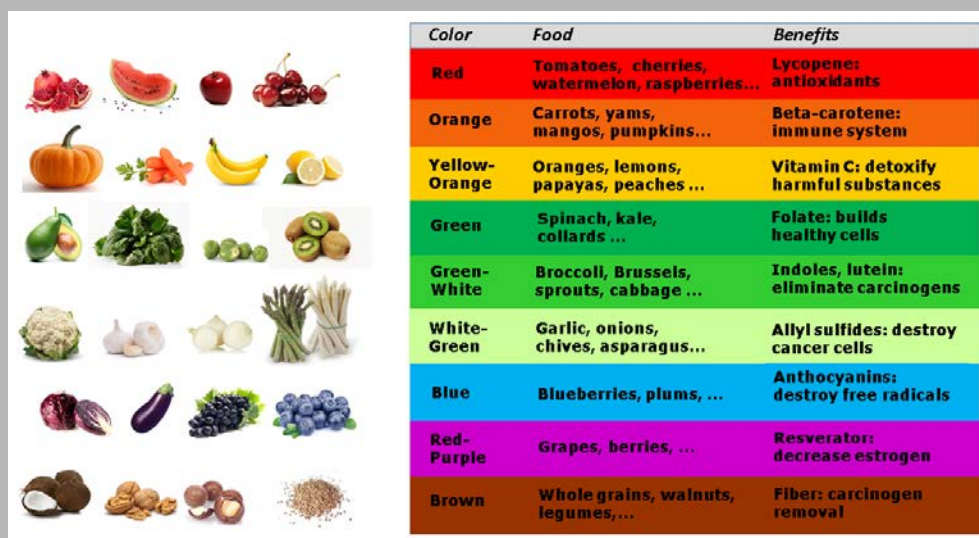 Color Food Benefits
Red
Tomatoes, cherries,
watermelon, raspberries...
Lycopene:
antioxidants
Orange
Carrots, yams,
mangos, pumpkins...
Beta-carotene:
immune system
Yellow-
Orange
Oranges, lemons,
papayas, peaches ...
Vitamin C: detoxify
harmful substances
Green
Spinach, kale,
collards ...
Folate: builds
healthy cells
Green-
White
Broccoli, Brussels,
sprouts, cabbage ...
Indoles, lutein:
eliminate carcinogens
White-
Green
Garlic, onions,
chives, asparagus...
Allyl sulfides: destroy
cancer cells
Blue
Blueberries, plums, ...
Anthocyanins:
destroy free radicals
Red-
Purple
Grapes, berries, ...
Resverator:
decrease estrogen
Brown
Whole grains, walnuts,
legumes,...
Fiber: carcinogen
removal